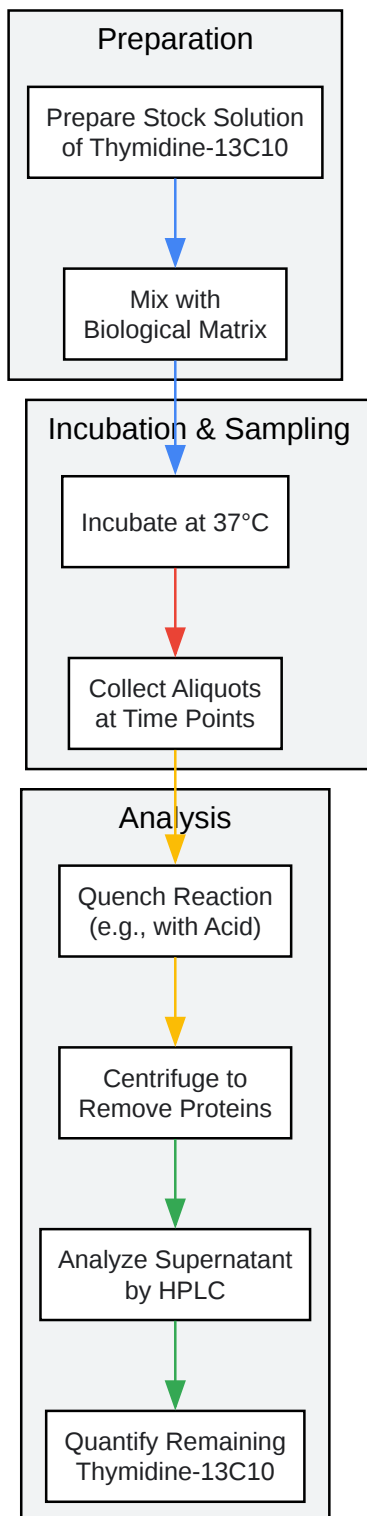 Preparation
Prepare Stock Solution
of Thymidine-13C10
Mix with
Biological Matrix
Incubation & Sampling
Incubate at 37°C
Collect Aliquots
at Time Points
Analysis
Quench Reaction
(e.g., with Acid)
Centrifuge to
Remove Proteins
Analyze Supernatant
by HPLC
Quantify Remaining
Thymidine-13C10